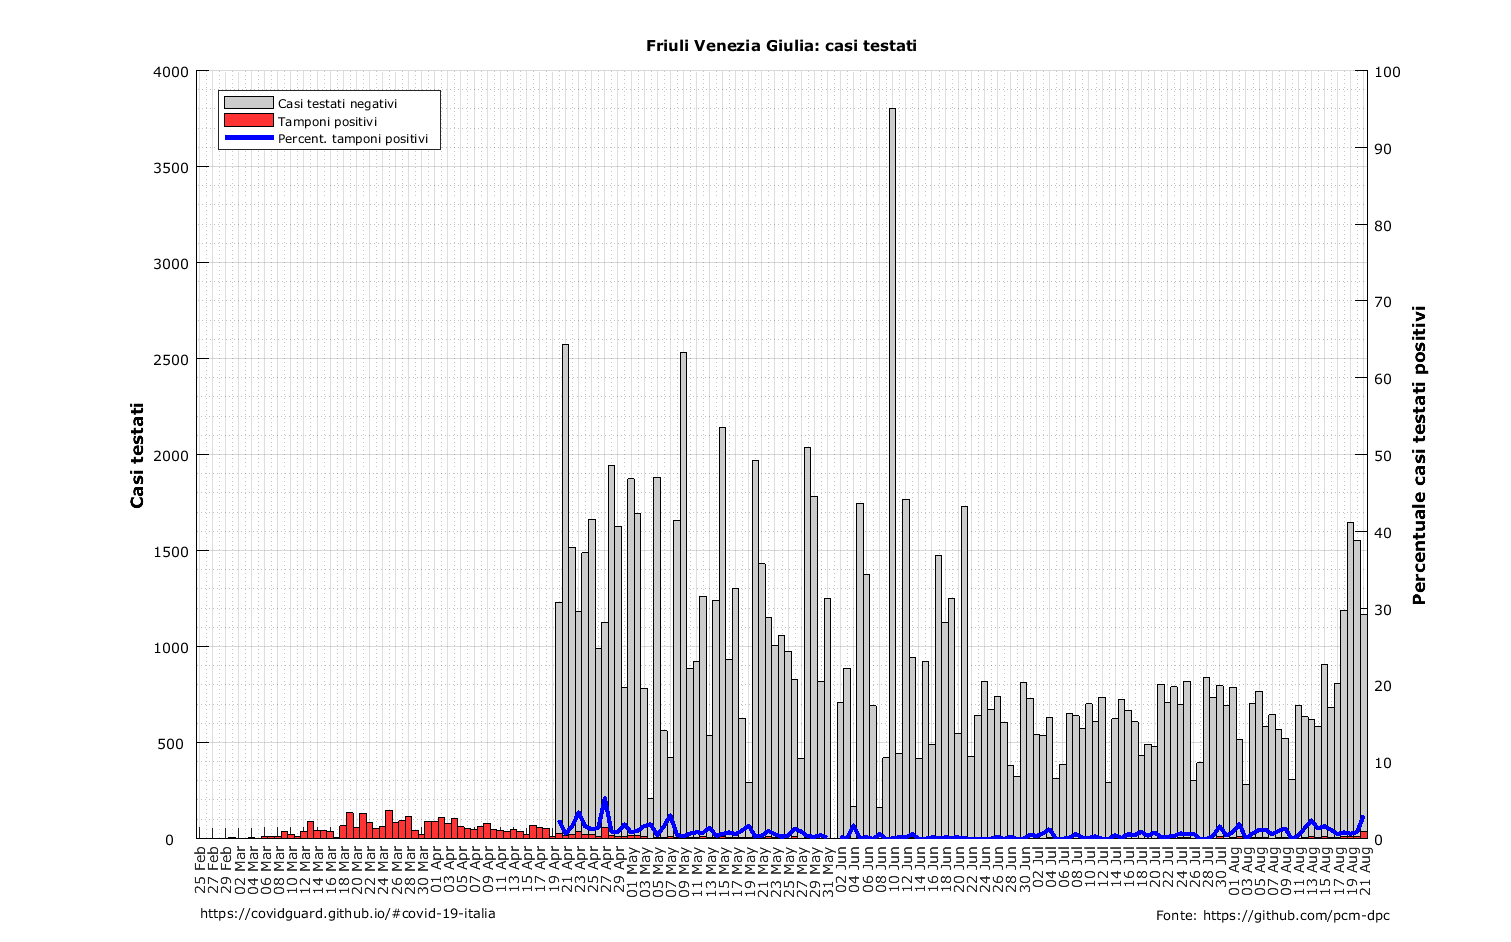 Friuli Venezia Giulia: casi testati
4000
3500
3000
2500
2000
1500
1000
500
0
Casi testati
Casi testati negativi
Tamponi positivi
Percent. tamponi positivi
100
90
80
70
60
50
40
30
20
10
0
Percentuale casi testati positivi
25 Feb
27 Feb
29 Feb
02 Mar
04 Mar
06 Mar
08 Mar
10 Mar
12 Mar
14 Mar
16 Mar
18 Mar
20 Mar
22 Mar
24 Mar
26 Mar
28 Mar
30 Mar
01 Apr
03 Apr
05 Apr
07 Apr
09 Apr
11 Apr
13 Apr
15 Apr
17 Apr
19 Apr
21 Apr
23 Apr
25 Apr
27 Apr
29 Apr
01 May
03 May
05 May
07 May
09 May
11 May
13 May
15 May
17 May
19 May
21 May
23 May
25 May
27 May
29 May
31 May
02 Jun
04 Jun
06 Jun
08 Jun
10 Jun
12 Jun
14 Jun
16 Jun
18 Jun
20 Jun
22 Jun
24 Jun
26 Jun
28 Jun
30 Jun
02 Jul
04 Jul
06 Jul
08 Jul
10 Jul
12 Jul
14 Jul
16 Jul
18 Jul
20 Jul
22 Jul
24 Jul
26 Jul
28 Jul
30 Jul
01 Aug
03 Aug
05 Aug
07 Aug
09 Aug
11 Aug
13 Aug
15 Aug
17 Aug
19 Aug
21 Aug
https://covidguard.github.io/#covid-19-italia
Fonte: https://github.com/pcm-dpc